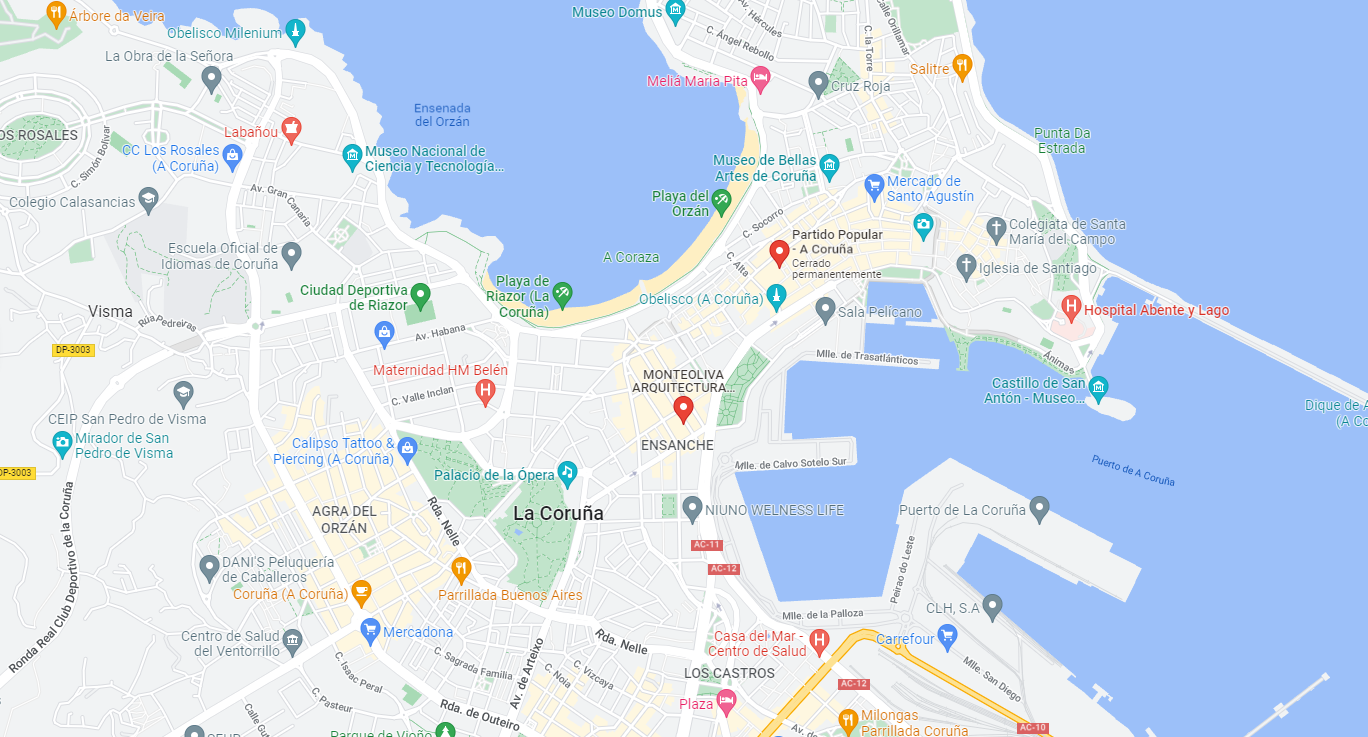 Árbore da Veira
Obelisco Milenium
La Obra de la Señora
Museo Domus
Av. Hércules
C. Ángel Rebollo
C. la Torre
Calle Orillamar
Salitre
Melia Maria Pita
Cruz Roja
Ensenada
del Orzán
OS ROSALES
C. Simón Bolívar
Labañou
CC Los Rosales
(A Coruña)
Museo Nacional de
Ciencia y Tecnología...
Punta Da
Estrada
Museo de Bellas
Artes de Coruña
Mercado de
Santo Agustín
Colegio Calasancias
Av. Gran Canaria
Playa del
Orzán
C. Socorro
Colegiata de Santa
María del Campo
Partido Popular
- A Coruña
Cerrado
permanentemente
Escuela Oficial de
Idiomas de Coruña
A Coraza
C. Alta
Iglesia de Santiago
Ciudad Deportiva
de Riazor
Playa de
Riazor (La
Coruña)
Obelisco (A Coruña)
Sala Pelícano
Hospital Abente y Lago
Visma
Rúa Pedreiras
Av. Habana
DP-3003
Mlle. de Trasatlánticos
Ánimas
Maternidad HM Belén
MONTEOLIVA
ARQUITECTURA...
Castillo de San
Antón - Museo...
C. Valle Inclan
Dique de A
(A Co
CEIP San Pedro de Visma
Mirador de San
Pedro de Visma
Calipso Tattoo &
Piercing (A Coruña)
ENSANCHE
DP-3003
Mlle. de Calvo Sotelo Sur
Puerto de A Coruña
Palacio de la Ópera
AGRA DEL
ORZÁN
Rda. Nelle
La Coruña
NIUNO WELNESS LIFE
Puerto de La Coruña
AC-11
AC-12
Peirao do Leste
DANI'S Peluquería
de Caballeros
Coruña (A Coruña)
Parrillada Buenos Aires
Ronda Real Club Deportivo de la Coruña
Mlle. de la Palloza
CLH, S.A
Centro de Salud
del Ventorrillo
Mercadona
Rda. Nelle
Casa del Mar -
Centro de Salud
Carrefour
C. Sagrada Familia
Av. de Arteixo
C. Vizcaya
C. Noia
C. Isaac Peral
C. Pasteur
LOS CASTROS
AC-12
Mlle. San Diego
Plaza
Rda. de Outeiro
Calle Gil
Milongas
Parrillada Coruña
AC-10
CEIP
Parque de Vioño